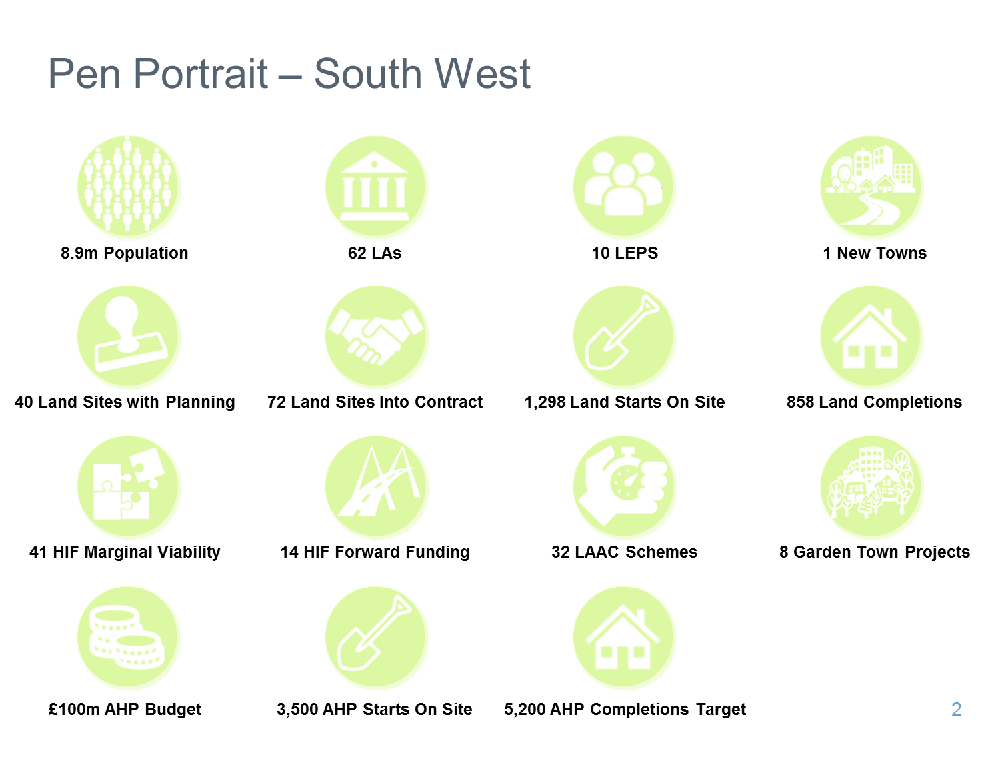 Pen Portrait – South West
8.9m Population
62 LAs
10 LEPS
1 New Towns
40 Land Sites with Planning
72 Land Sites Into Contract
1,298 Land Starts On Site
858 Land Completions
41 HIF Marginal Viability
14 HIF Forward Funding
32 LAAC Schemes
8 Garden Town Projects
£100m AHP Budget
3,500 AHP Starts On Site
5,200 AHP Completions Target
2